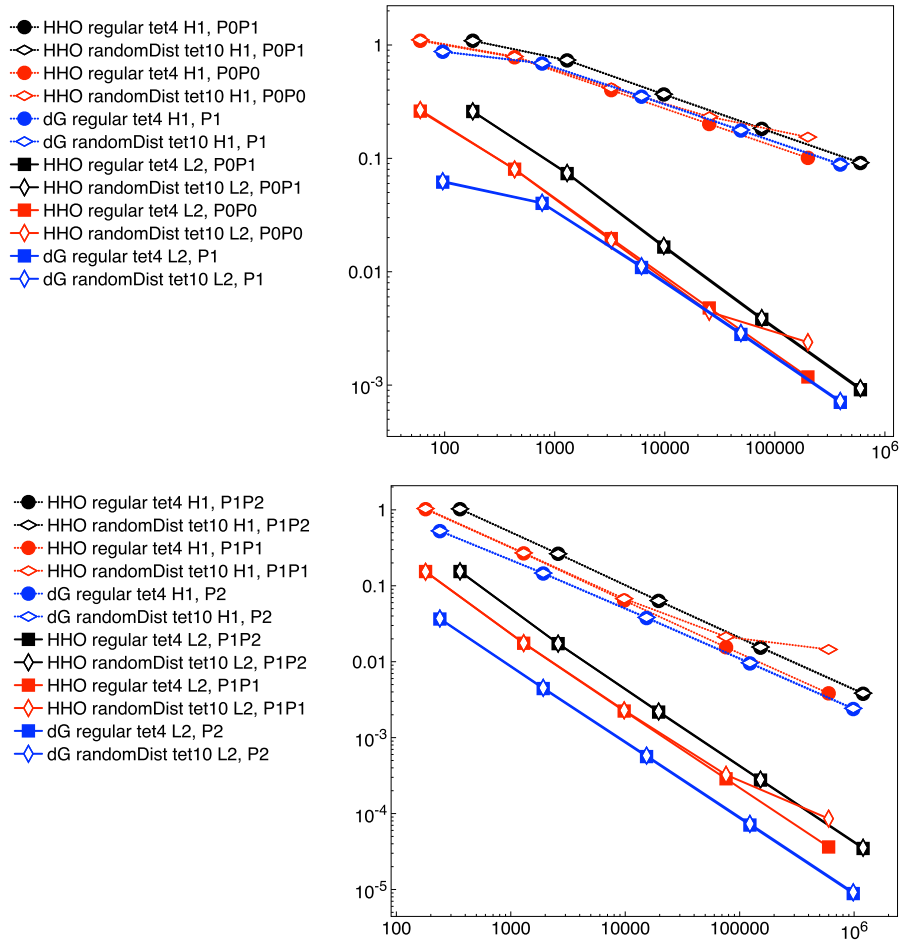 HHO regular tet4 H1, P0P1
HHO randomDist tet10 H1, P0P1
HHO regular tet4 H1, P0P0
HHO randomDist tet10 H1, P0P0
dG regular tet4 H1, P1
dG randomDist tet10 H1, P1
HHO regular tet4 L2, P0P1
HHO randomDist tet10 L2, P0P1
HHO regular tet4 L2, P0P0
HHO randomDist tet10 L2, P0P0
dG regular tet4 L2, P1
dG randomDist tet10 L2, P1
1
0.1
0.01
10-3
100 1000 10000 100000 106
HHO regular tet4 H1, P1P2
HHO randomDist tet10 H1, P1P2
HHO regular tet4 H1, P1P1
HHO randomDist tet10 H1, P1P1
dG regular tet4 H1, P2
dG randomDist tet10 H1, P2
HHO regular tet4 L2, P1P2
HHO randomDist tet10 L2, P1P2
HHO regular tet4 L2, P1P1
HHO randomDist tet10 L2, P1P1
dG regular tet4 L2, P2
dG randomDist tet10 L2, P2
1
0.1
0.01
10-3
10-4
10-5
100 1000 10000 100000 106